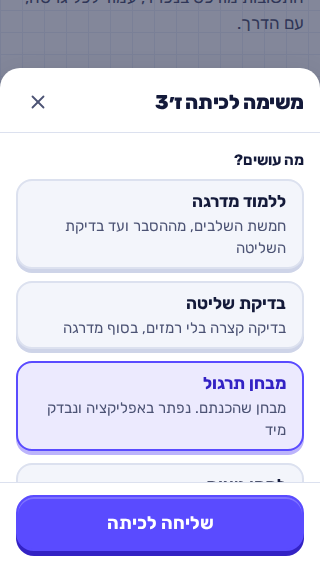 עם הדרך.
משימה לכיתה ז׳3
מה עושים?
ללמוד מדרגה
חמשת השלבים, מההסבר ועד בדיקת
השליטה
בדיקת שליטה
בדיקה קצרה בלי רמזים, בסוף מדרגה
מבחן תרגול
מבחן שהכנתם. נפתר באפליקציה ונבדק
מיד
שליחה לכיתה